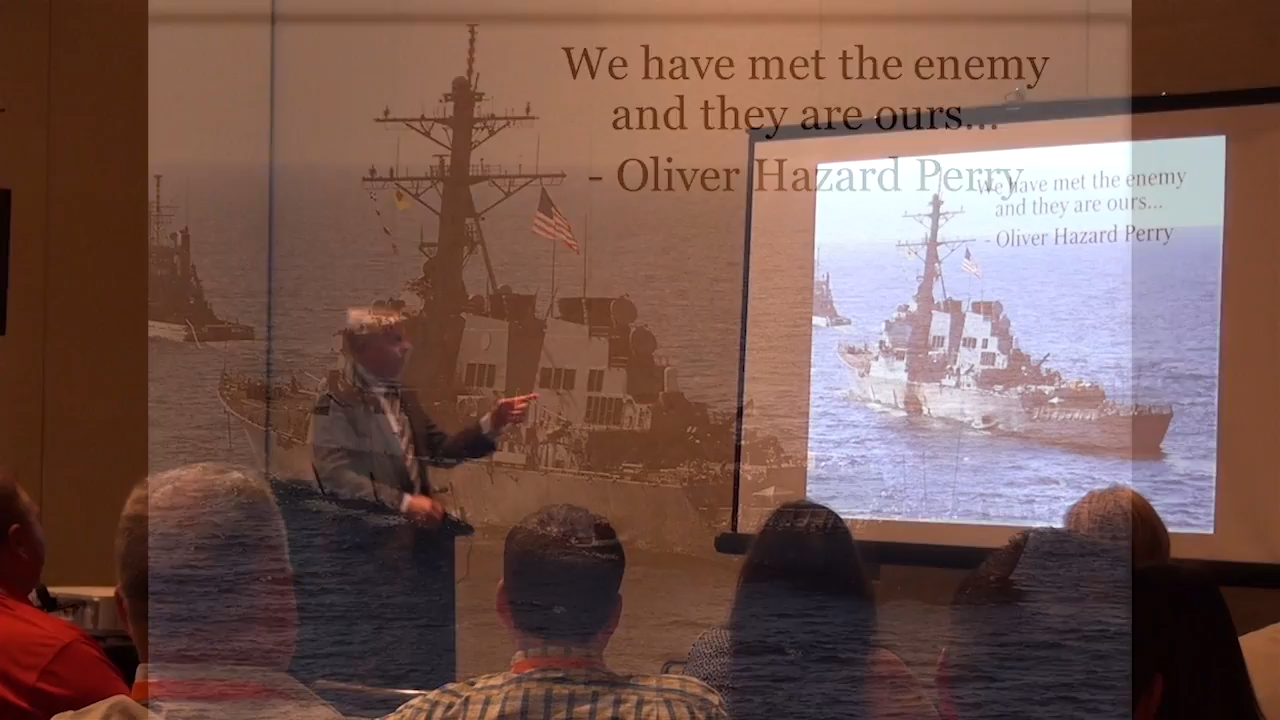 We have met the enemy
and they are ours...
- Oliver Hazard Perry
We have met the enemy
and they are ours...
- Oliver Hazard Perry